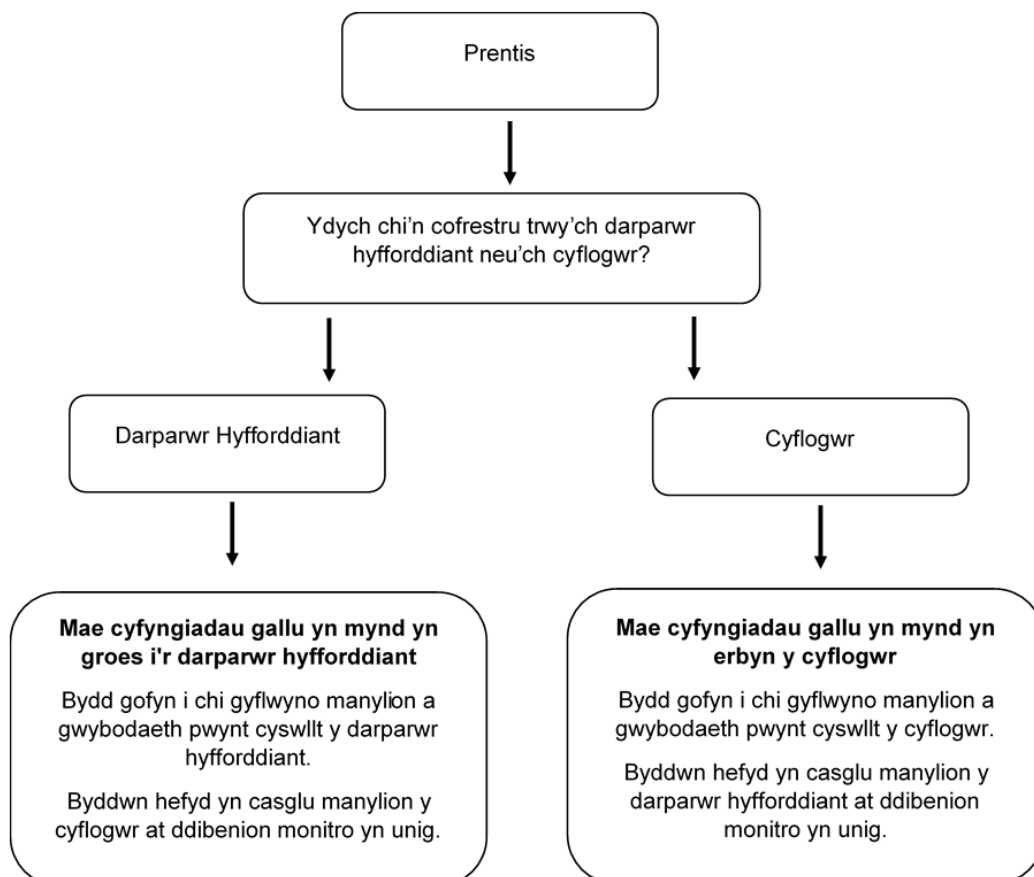 Prentis
Ydych chi'n cofrestru trwy'ch darparwr
hyfforddiant neu'ch cyflogwr?
Darparwr Hyfforddiant
Cyflogwr
Mae cyfyngiadau gallu yn mynd yn
groes i'r darparwr hyfforddiant
Bydd gofyn i chi gyflwyno manylion a
gwybodaeth pwynt cyswllt y darparwr
hyfforddiant.
Byddwn hefyd yn casglu manylion y
cyflogwr at ddibenion monitro yn unig.
Mae cyfyngiadau gallu yn mynd yn
erbyn y cyflogwr
Bydd gofyn i chi gyflwyno manylion a
gwybodaeth pwynt cyswllt y cyflogwr.
Byddwn hefyd yn casglu manylion y
darparwr hyfforddiant at ddibenion
monitro yn unig.